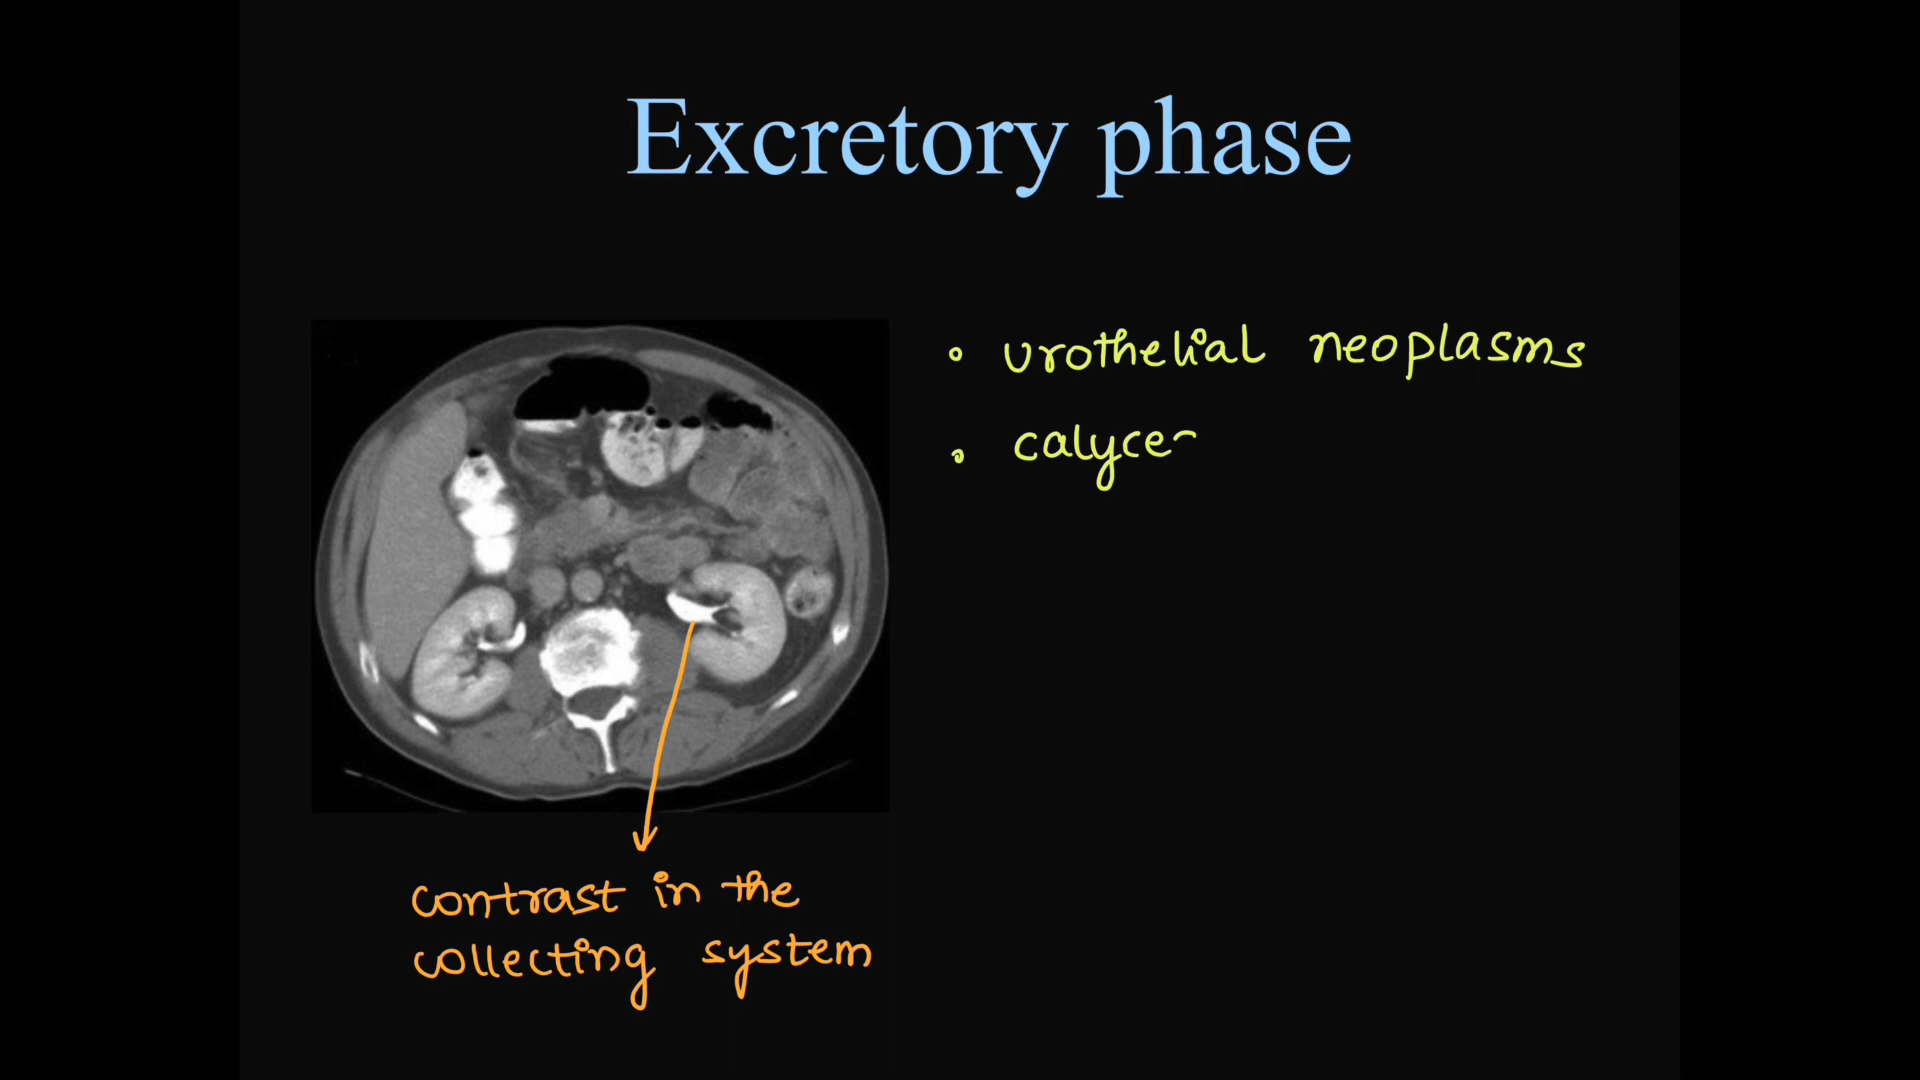 Excretory phase
• urothelial neoplasms
• calyce
contrast in the
collecting system